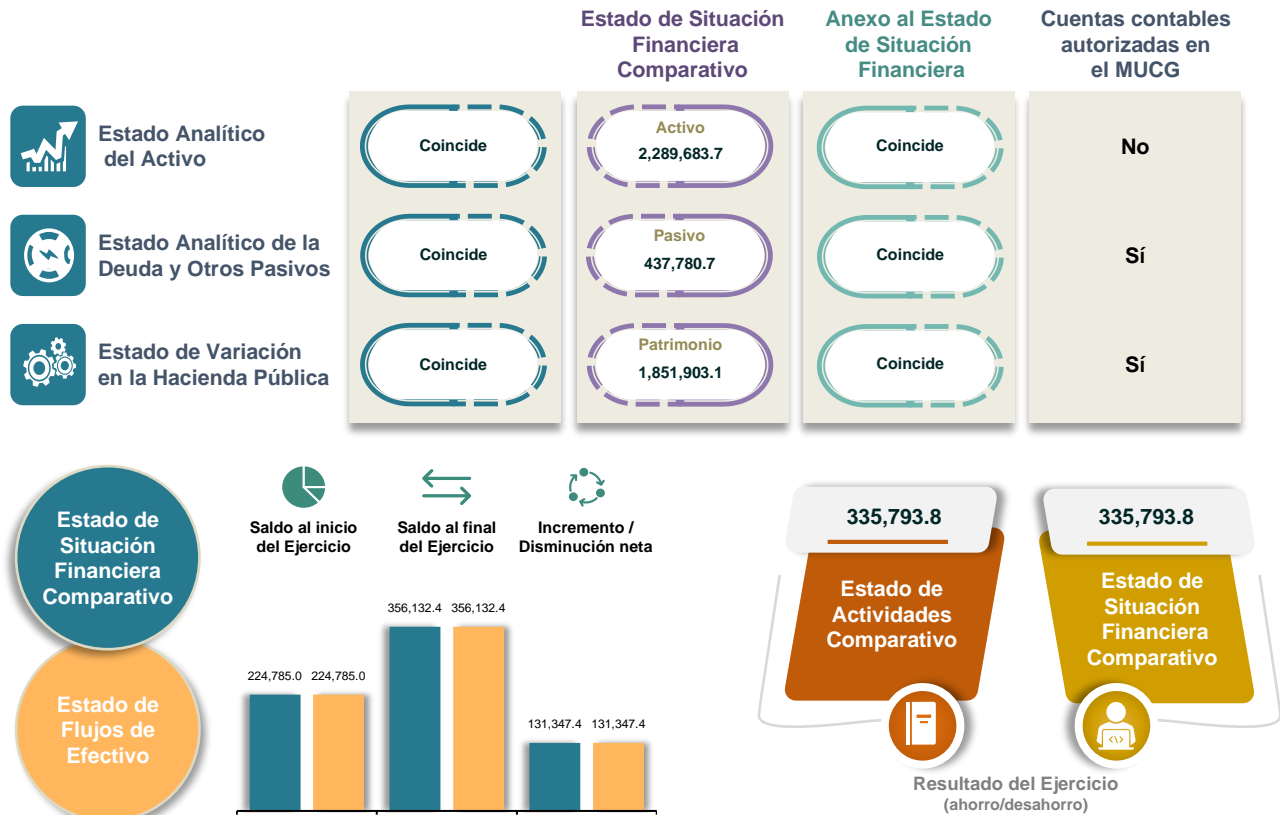 Estado de Situación
Financiera
Comparativo
Anexo al Estado
de Situación
Financiera
Cuentas contables
autorizadas en
el MUCG
Estado Analítico
del Activo
Coincide
Activo
2,289,683.7
Coincide
No
Estado Analítico de la
Deuda y Otros Pasivos
Coincide
Pasivo
437,780.7
Coincide
Sí
Estado de Variación
en la Hacienda Pública
Coincide
Patrimonio
1,851,903.1
Coincide
Sí
Estado de
Situación
Financiera
Comparativo
Estado de
Flujos de
Efectivo
Saldo al inicio
del Ejercicio
Saldo al final
del Ejercicio
Incremento /
Disminución neta
224,785.0 224,785.0
356,132.4 356,132.4
131,347.4 131,347.4
335,793.8
Estado de
Actividades
Comparativo
335,793.8
Estado de
Situación
Financiera
Comparativo
Resultado del Ejercicio
(ahorro/desahorro)